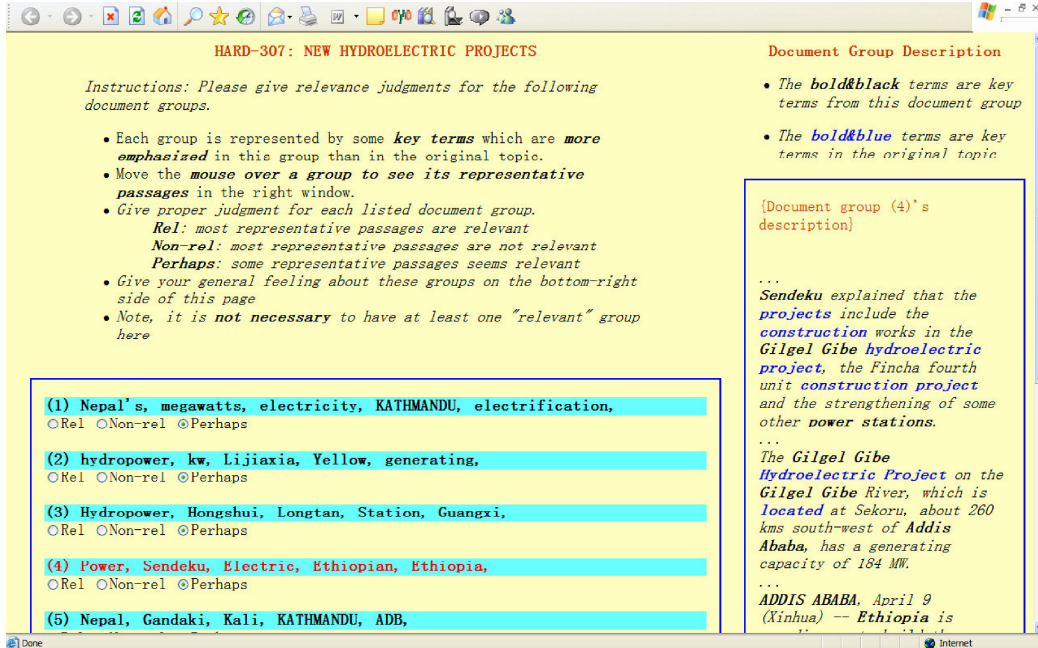 HARD-307: NEW HYDROELECTRIC PROJECTS
Instructions: Please give relevance judgments for the following
document groups.
• Each group is represented by some key terms which are more
emphasized in this group than in the original topic.
• Move the mouse over a group to see its representative
passages in the right window.
• Give proper judgment for each listed document group.
Rel: most representative passages are relevant
Non-rel: most representative passages are not relevant
Perhaps: some representative passages seems relevant
• Give your general feeling about these groups on the bottom-right
side of this page
• Note, it is not necessary to have at least one "relevant" group
here
(1) Nepal's, megawatts, electricity, KATHMANDU, electrification,
Rel Non-rel Perhaps
(2) hydropower, kw, Lijiaxia, Yellow, generating,
Rel Non-rel Perhaps
(3) Hydropower, Hongshui, Longtan, Station, Guangxi,
Rel Non-rel Perhaps
(4) Power, Sendeku, Electric, Ethiopian, Ethiopia,
Rel Non-rel Perhaps
(5) Nepal, Gandaki, Kali, KATHMANDU, ADB,
Document Group Description
• The bold&black terms are key
terms from this document group
• The bold&blue terms are key
terms in the original topic
{Document group (4)'s
description}
...
Sendeku explained that the
projects include the
construction works in the
Gilgel Gibe hydroelectric
project, the Fincha fourth
unit construction project
and the strengthening of some
other power stations.
...
The Gilgel Gibe
Hydroelectric Project on the
Gilgel Gibe River, which is
located at Sekoru, about 260
kms south-west of Addis
Ababa, has a generating
capacity of 184 MW.
...
ADDIS ABABA, April 9
(Xinhua) -- Ethiopia is
Done
Internet